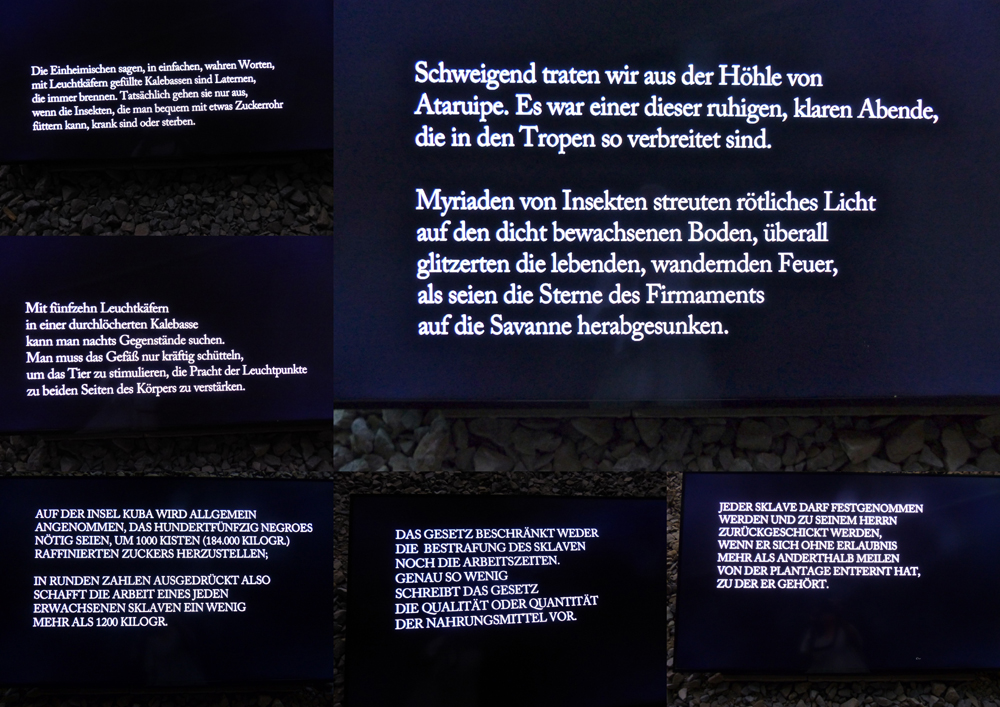 Die Einheimischen sagen, in einfachen, wahren Worten,
mit Leuchtkäfern gefüllte Kalebassen sind Laternen,
die immer brennen. Tatsächlich gehen sie nur aus,
wenn die Insekten, die man bequem mit etwas Zuckerrohr
füttern kann, krank sind oder sterben.
Schweigend traten wir aus der Höhle von
Ataruipe. Es war einer dieser ruhigen, klaren Abende,
die in den Tropen so verbreitet sind.
Myriaden von Insekten streuten rötliches Licht
auf den dicht bewachsenen Boden, überall
glitzerten die lebenden, wandernden Feuer,
als seien die Sterne des Firmaments
auf die Savanne herabgesunken.
Mit fünfzehn Leuchtkäfern
in einer durchlöcherten Kalebasse
kann man nachts Gegenstände suchen.
Man muss das Gefäß nur kräftig schütteln,
um das Tier zu stimulieren, die Pracht der Leuchtpunkte
zu beiden Seiten des Körpers zu verstärken.
AUF DER INSEL KUBA WIRD ALLGEMEIN
ANGENOMMEN, DAS HUNDERTFÜNFZIG NEGROES
NÖTIG SEIEN, UM 1000 KISTEN (184.000 KILOGR.)
RAFFINIERTEN ZUCKERS HERZUSTELLEN;
IN RUNDEN ZAHLEN AUSGEDRÜCKT ALSO
SCHAFFT DIE ARBEIT EINES JEDEN
ERWACHSENEN SKLAVEN EIN WENIG
MEHR ALS 1200 KILOGR.
DAS GESETZ BESCHRÄNKT WEDER
DIE BESTRAFUNG DES SKLAVEN
NOCH DIE ARBEITSZEITEN.
GENAU SO WENIG
SCHREIBT DAS GESETZ
DIE QUALITÄT ODER QUANTITÄT
DER NAHRUNGSMITTEL VOR.
JEDER SKLAVE DARF FESTGENOMMEN
WERDEN UND ZU SEINEM HERRN
ZURÜCKGESCHICKT WERDEN,
WENN ER SICH OHNE ERLAUBNIS
MEHR ALS ANDERTHALB MEILEN
VON DER PLANTAGE ENTFERNT HAT,
ZU DER ER GEHÖRT.